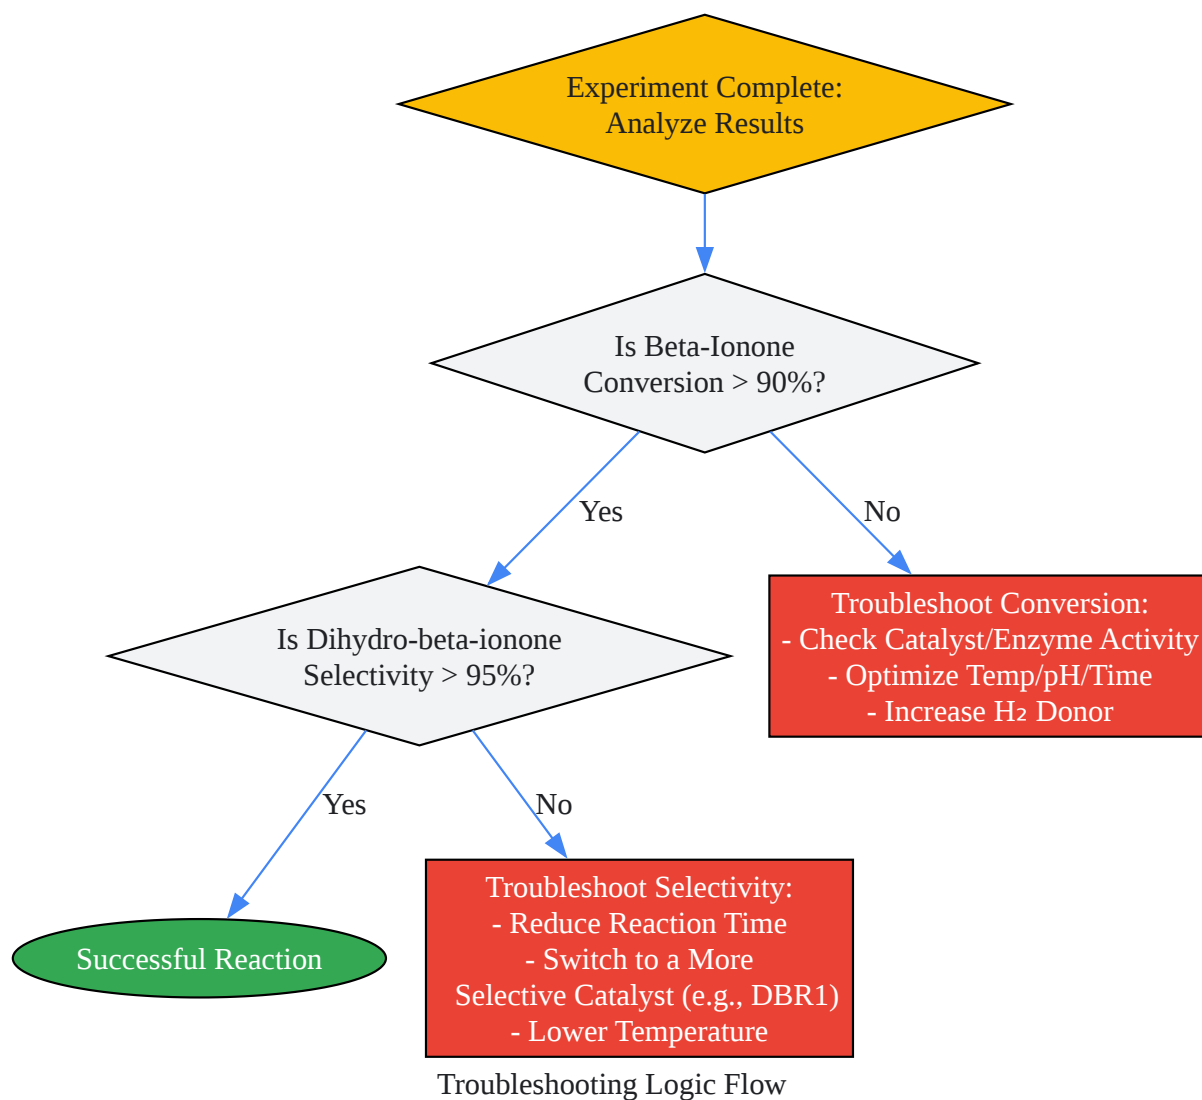 Experiment Complete:
Analyze Results
Is Beta-Ionone
Conversion > 90%?
Yes
No
Is Dihydro-beta-ionone
Selectivity > 95%?
Troubleshoot Conversion:
- Check Catalyst/Enzyme Activity
- Optimize Temp/pH/Time
- Increase H₂ Donor
Yes
No
Successful Reaction
Troubleshoot Selectivity:
- Reduce Reaction Time
- Switch to a More
Selective Catalyst (e.g., DBR1)
- Lower Temperature
Troubleshooting Logic Flow